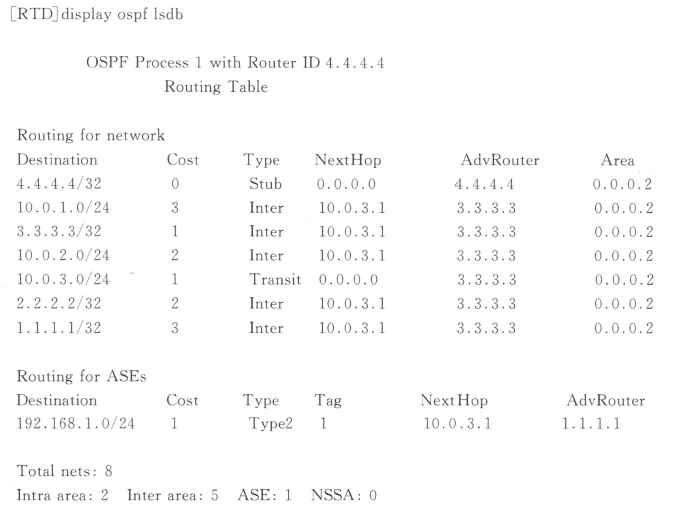 [RTD]display ospf lsdb
OSPF Process 1 with Router ID 4.4.4.4
Routing Table
Routing for network
Destination Cost Type NextHop AdvRouter Area
4.4.4.4/32 0 Stub 0.0.0.0 4.4.4.4 0.0.0.2
10.0.1.0/24 3 Inter 10.0.3.1 3.3.3.3 0.0.0.2
3.3.3.3/32 1 Inter 10.0.3.1 3.3.3.3 0.0.0.2
10.0.2.0/24 2 Inter 10.0.3.1 3.3.3.3 0.0.0.2
10.0.3.0/24 1 Transit 0.0.0.0 3.3.3.3 0.0.0.2
2.2.2.2/32 2 Inter 10.0.3.1 3.3.3.3 0.0.0.2
1.1.1.1/32 3 Inter 10.0.3.1 3.3.3.3 0.0.0.2
Routing for ASEs
Destination Cost Type Tag NextHop AdvRouter
192.168.1.0/24 1 Type2 1 10.0.3.1 1.1.1.1
Total nets: 8
Intra area: 2 Inter area: 5 ASE: 1 NSSA: 0